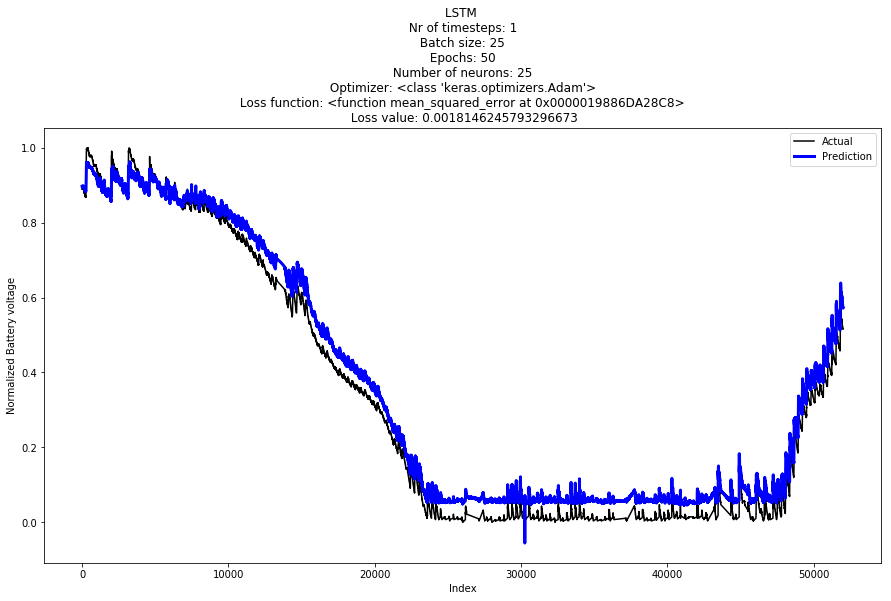 LSTM
Nr of timesteps: 1
Batch size: 25
Epochs: 50
Number of neurons: 25
Optimizer: <class 'keras.optimizers.Adam'>
Loss function: <function mean_squared_error at 0x0000019886DA28C8>
Loss value: 0.0018146245793296673
Actual
Prediction
1.0
0.8
0.6
0.4
0.2
0.0
Normalized Battery voltage
0 10000 20000 30000 40000 50000
Index